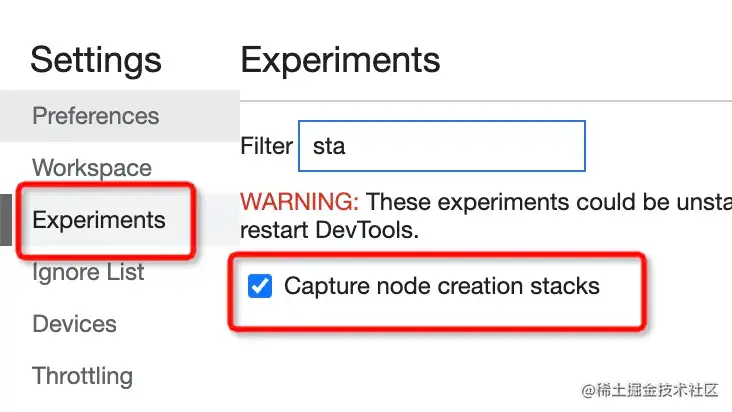 Settings
Preferences
Workspace
Experiments
Ignore List
Devices
Throttling
Experiments
Filter sta
WARNING: These experiments could be unsta
restart DevTools.
Capture node creation stacks
@稀土掘金技术社区